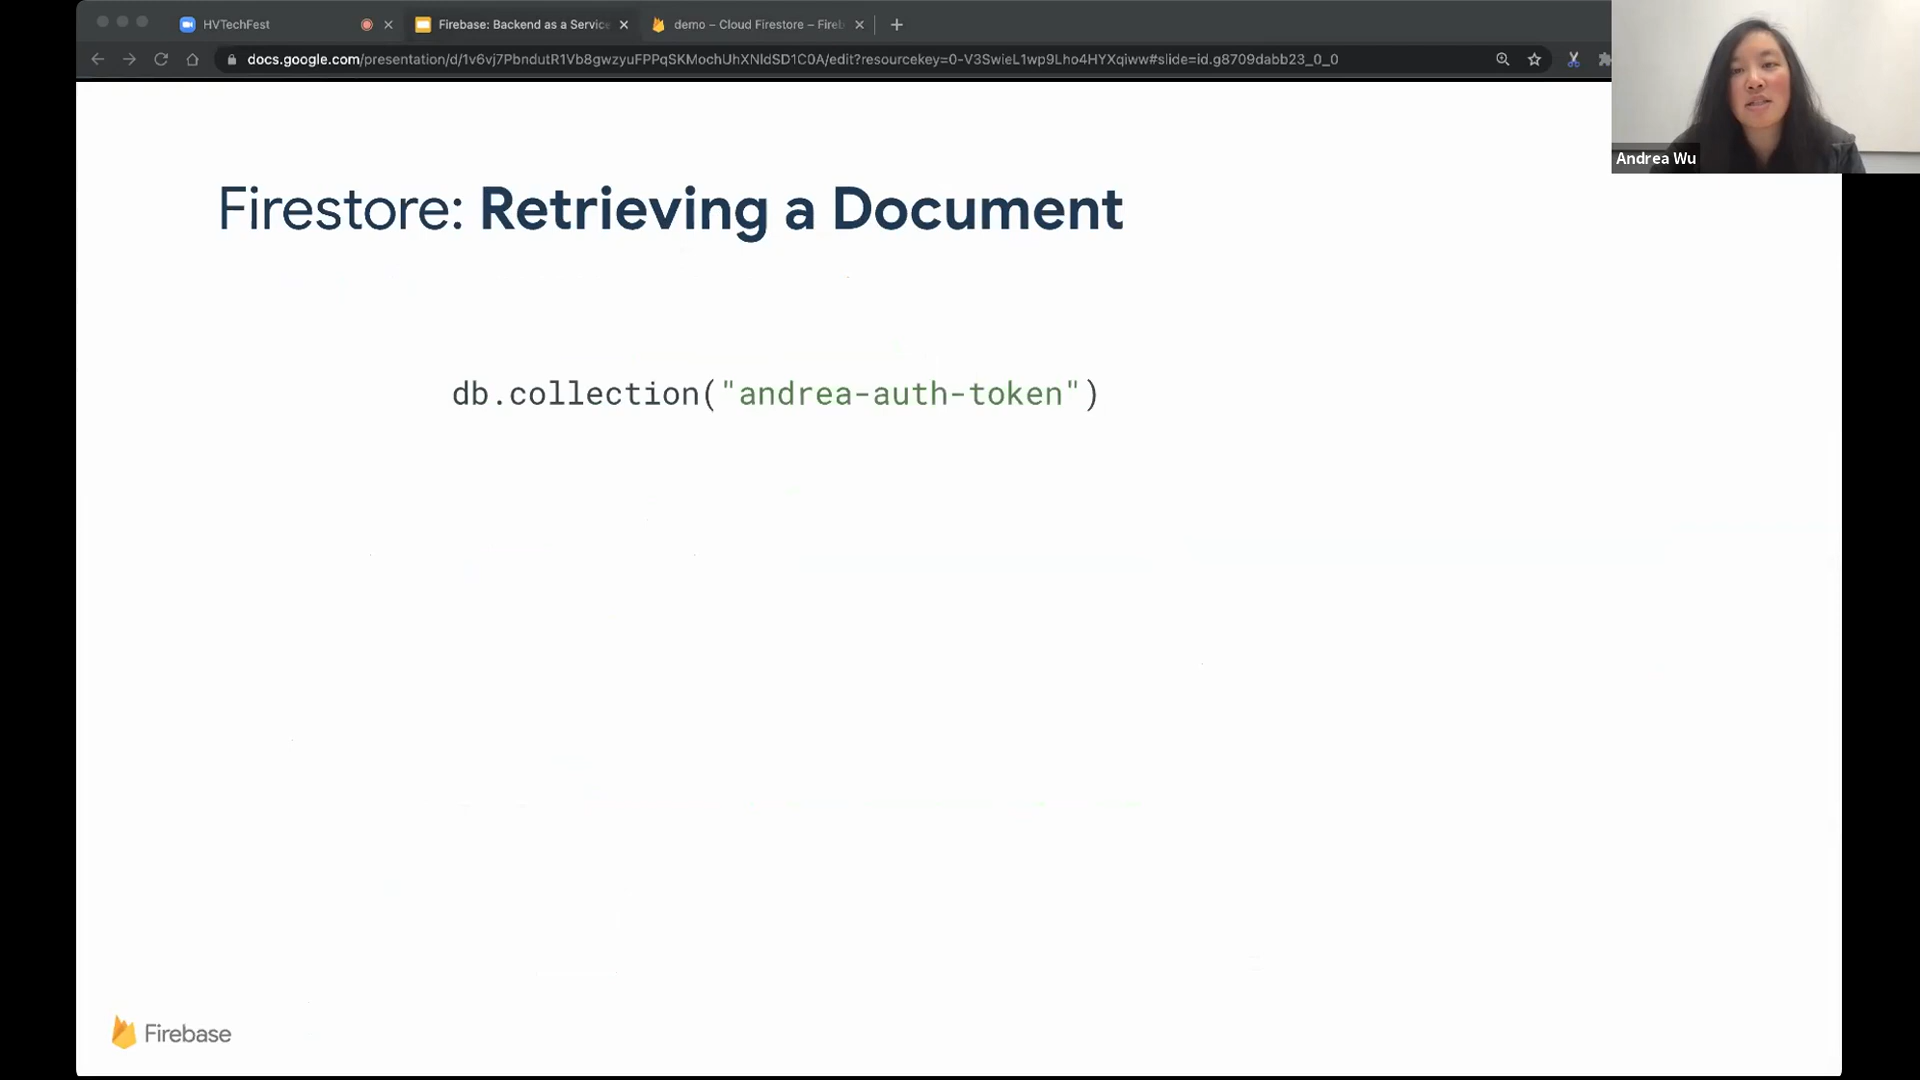 HVTechFest
Firebase: Backend as a Service
demo – Cloud Firestore – Fireb
docs.google.com/presentation/d/1v6vj7PbndutR1Vb8gwzyuFPPqSKMochUhXNldSD1C0A/edit?resourcekey=0-V3SwieL1wp9Lho4HYXqiww#slide=id.g8709dabb23_0_0
Andrea Wu
Firestore: Retrieving a Document
db.collection("andrea-auth-token")
Firebase